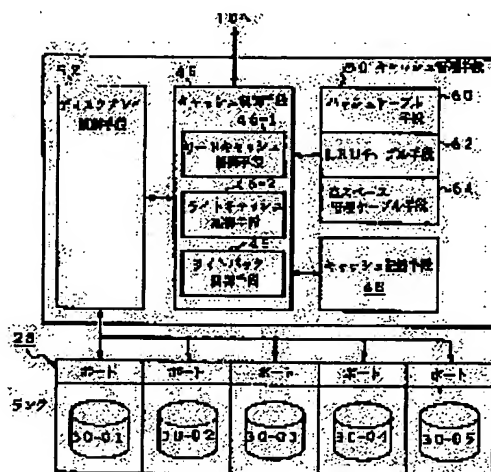 10へ
52
46
50 キャッシュ管理手段
ディスクアレイ
制御手段
キャッシュ制御手段
46-1
リードキャッシュ
制御手段
46-2
ライトキャッシュ
制御手段
ライトバック
制御手段
ハッシュテーブル
手段
60
LRUテーブル手段
62
空スペース
管理テーブル手段
64
キャッシュ記憶手段
48
28
ランク
ポート
ポート
ポート
ポート
ポート
30-01
30-02
30-03
30-04
30-05